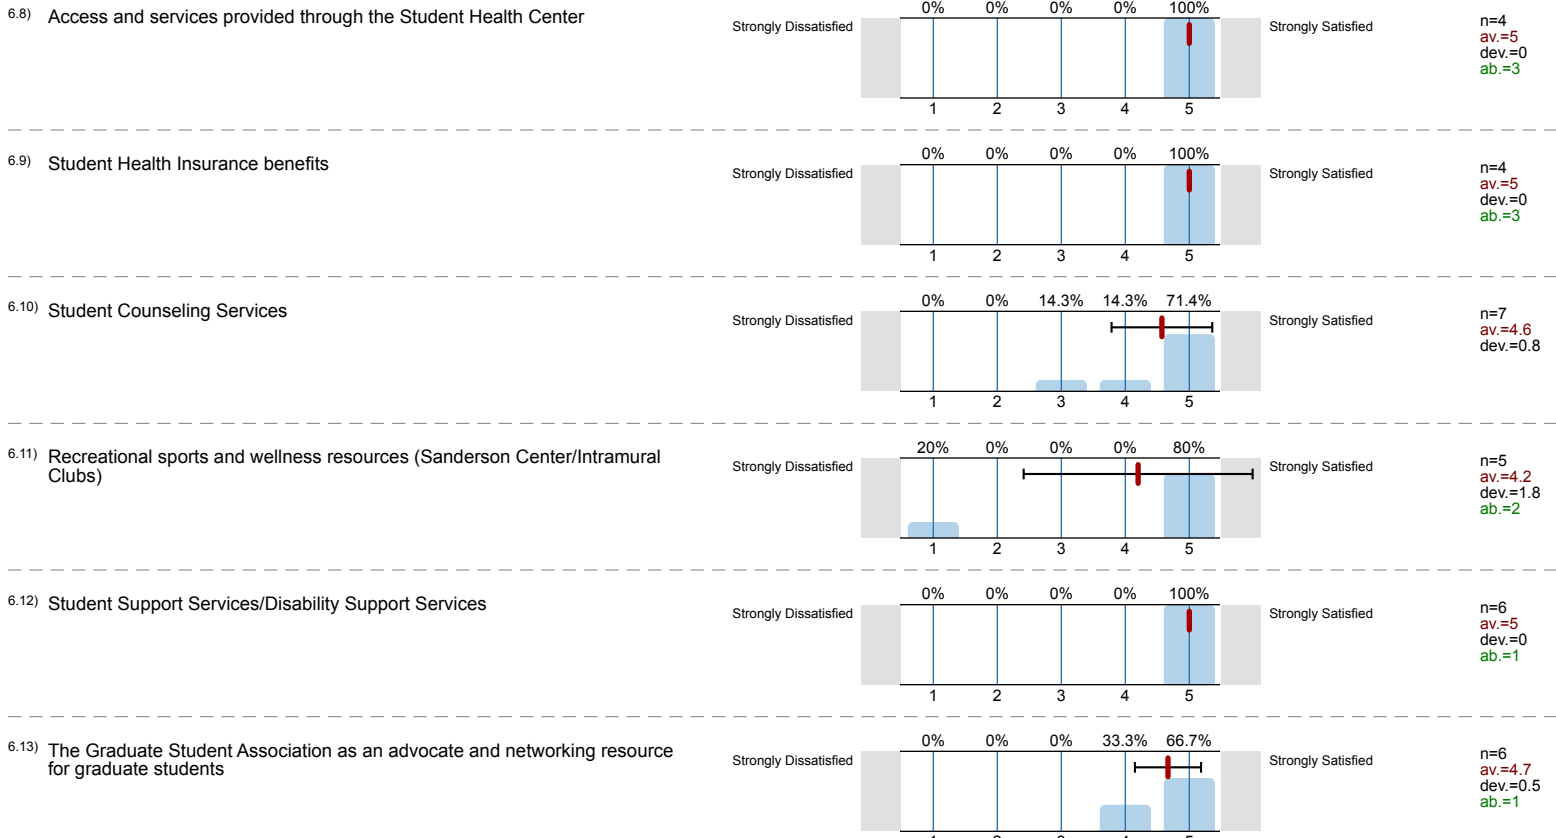 6.8) Access and services provided through the Student Health Center
0% 0% 0% 0% 100%
Strongly Dissatisfied
Strongly Satisfied
n=4
av.=5
dev.=0
ab.=3
1 2 3 4 5
6.9) Student Health Insurance benefits
0% 0% 0% 0% 100%
Strongly Dissatisfied
Strongly Satisfied
n=4
av.=5
dev.=0
ab.=3
1 2 3 4 5
6.10) Student Counseling Services
0% 0% 14.3% 14.3% 71.4%
Strongly Dissatisfied
Strongly Satisfied
n=7
av.=4.6
dev.=0.8
1 2 3 4 5
6.11) Recreational sports and wellness resources (Sanderson Center/Intramural
Clubs)
20% 0% 0% 0% 80%
Strongly Dissatisfied
Strongly Satisfied
n=5
av.=4.2
dev.=1.8
ab.=2
1 2 3 4 5
6.12) Student Support Services/Disability Support Services
0% 0% 0% 0% 100%
Strongly Dissatisfied
Strongly Satisfied
n=6
av.=5
dev.=0
ab.=1
1 2 3 4 5
6.13) The Graduate Student Association as an advocate and networking resource
for graduate students
0% 0% 0% 33.3% 66.7%
Strongly Dissatisfied
Strongly Satisfied
n=6
av.=4.7
dev.=0.5
ab.=1